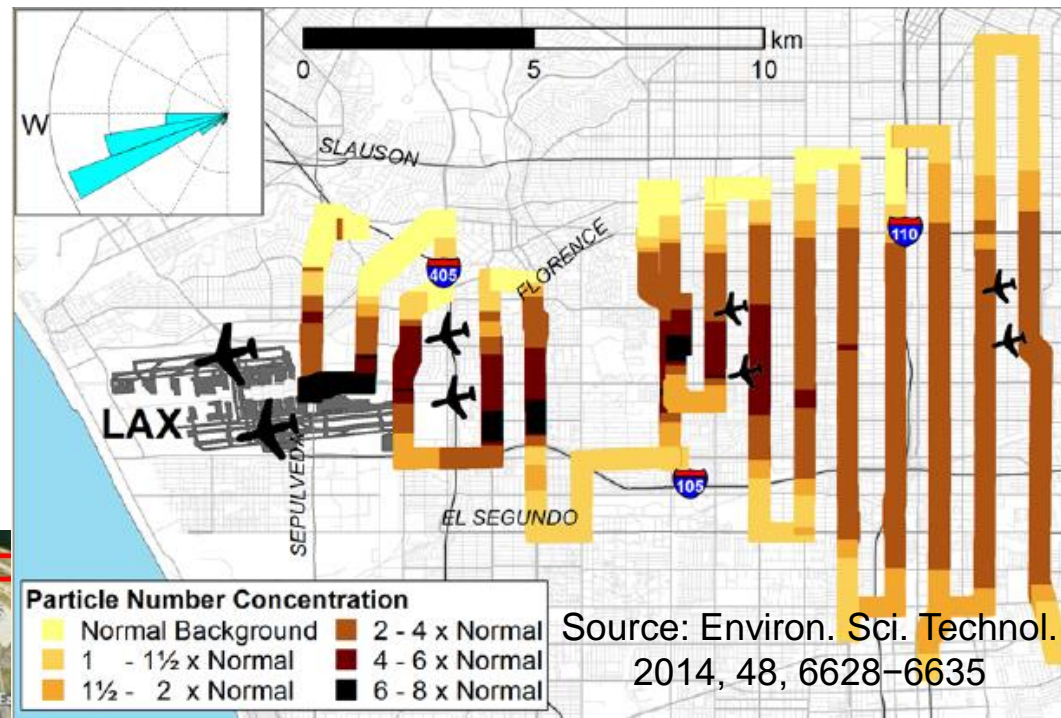 W
0 5 10 km
SLAUSON
FLORENCE
405
110
LAX
SEPULVEDA
105
EL SEGUNDO
Particle Number Concentration
Normal Background
1 - 1½ x Normal
1½ - 2 x Normal
2 - 4 x Normal
4 - 6 x Normal
6 - 8 x Normal
Source: Environ. Sci. Technol.
2014, 48, 6628−6635